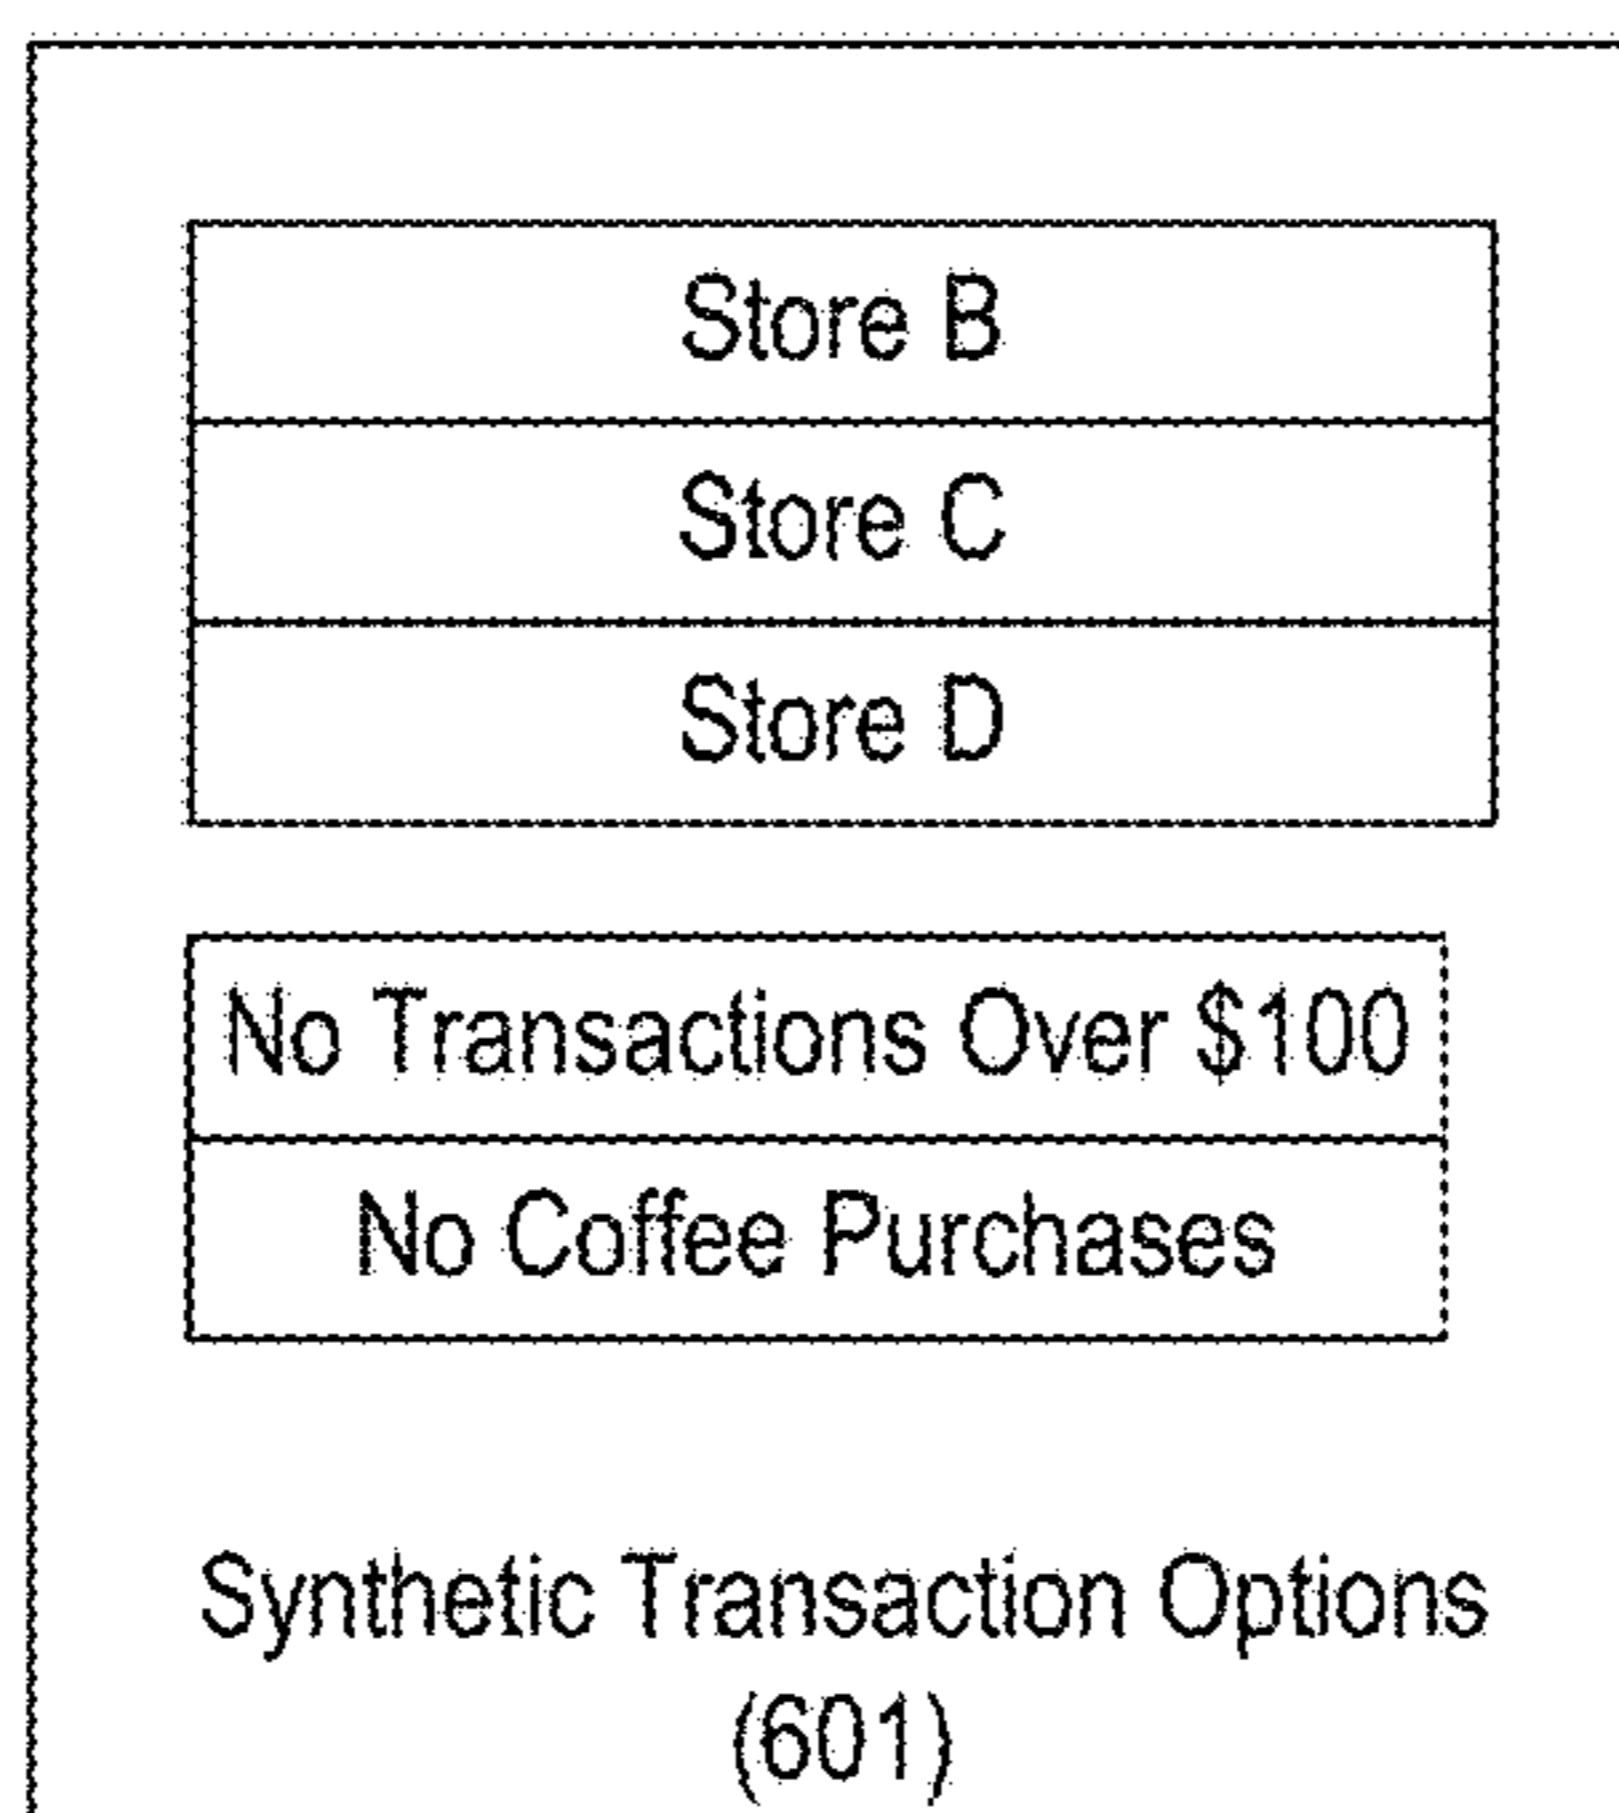 Store B
Store C
Store D
No Transactions Over $100
No Coffee Purchases
Synthetic Transaction Options
(601)